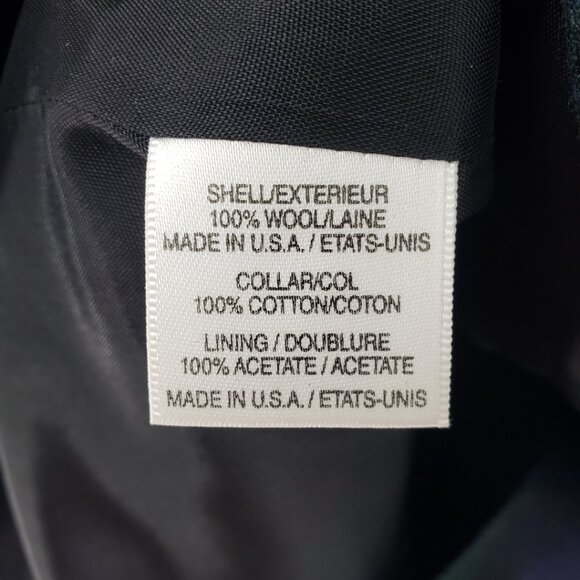 SHELL/EXTERIEUR
100% WOOL/LAINE
MADE IN U.S.A. / ETATS-UNIS
COLLAR/COL
100% COTTON/COTON
LINING / DOUBLURE
100% ACETATE / ACETATE
MADE IN U.S.A. / ETATS-UNIS